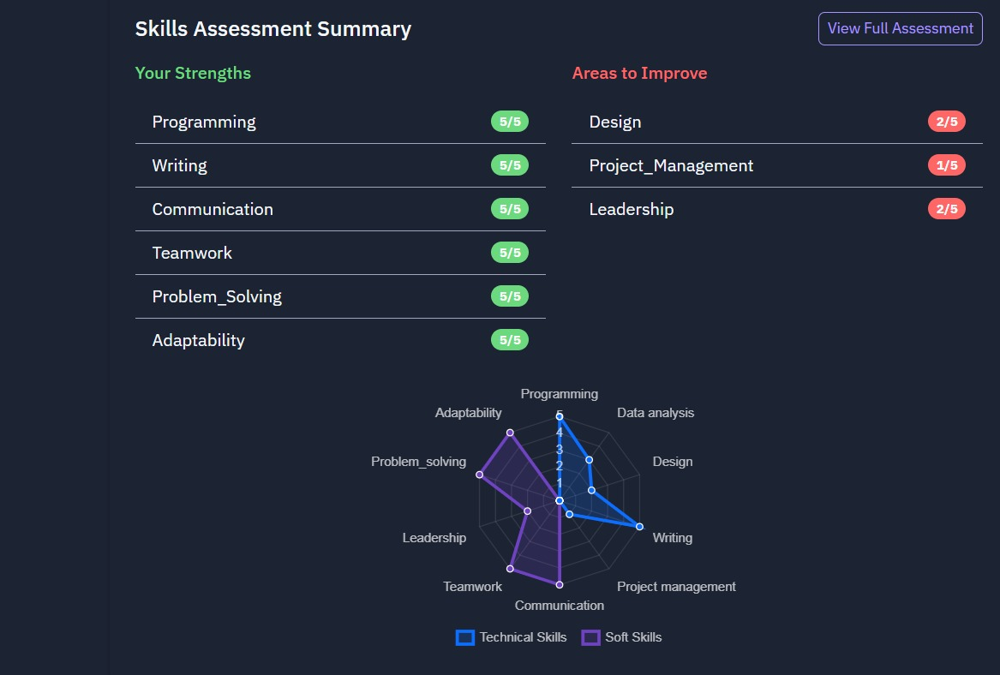 Skills Assessment Summary
View Full Assessment
Your Strengths
Programming 5/5
Writing 5/5
Communication 5/5
Teamwork 5/5
Problem_Solving 5/5
Adaptability 5/5
Areas to Improve
Design 2/5
Project_Management 1/5
Leadership 2/5
Programming
Adaptability
Data analysis
5
4
3
2
1
Problem_solving
Design
Leadership
Writing
Teamwork
Project management
Communication
Technical Skills
Soft Skills